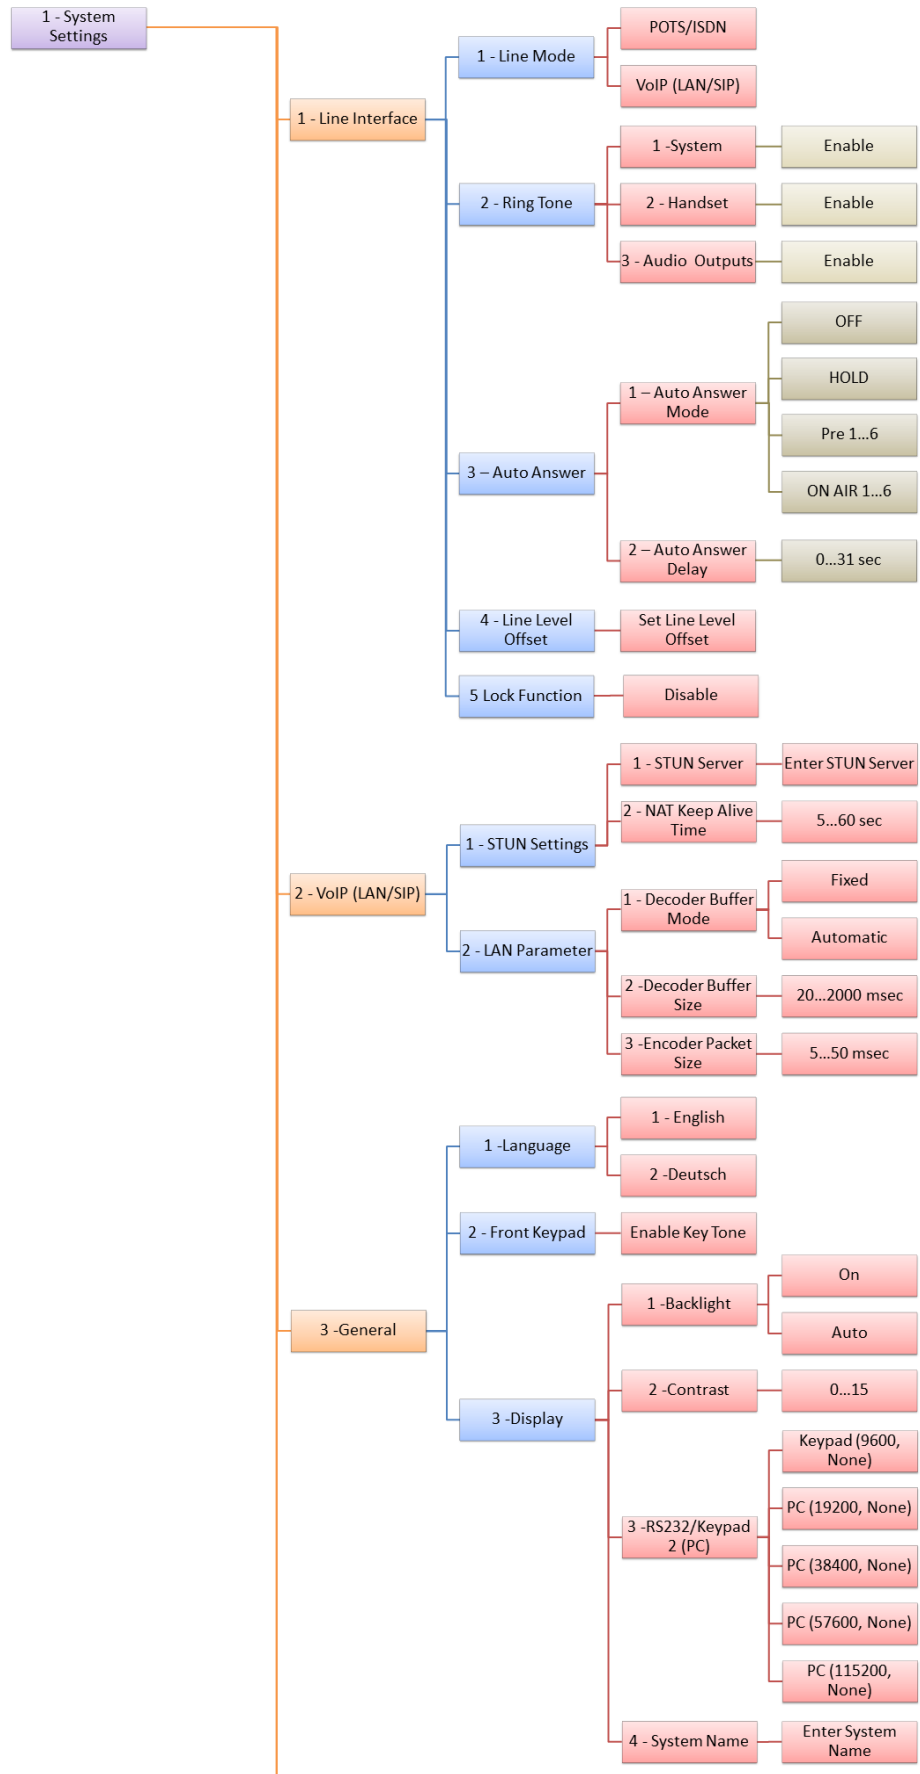 1 - System
Settings
1 - Line Interface
1 - Line Mode
POTS/ISDN
VoIP (LAN/SIP)
2 - Ring Tone
1 -System
Enable
2 - Handset
Enable
3 - Audio Outputs
Enable
3 – Auto Answer
1 – Auto Answer
Mode
OFF
HOLD
Pre 1...6
ON AIR 1...6
2 – Auto Answer
Delay
0...31 sec
4 - Line Level
Offset
Set Line Level
Offset
5 Lock Function
Disable
2 - VoIP (LAN/SIP)
1 - STUN Settings
1 - STUN Server
Enter STUN Server
2 - NAT Keep Alive
Time
5...60 sec
2 - LAN Parameter
1 - Decoder Buffer
Mode
Fixed
Automatic
2 -Decoder Buffer
Size
20...2000 msec
3 -Encoder Packet
Size
5...50 msec
3 -General
1 -Language
1 - English
2 -Deutsch
2 - Front Keypad
Enable Key Tone
3 -Display
1 -Backlight
On
Auto
2 -Contrast
0...15
3 -RS232/Keypad
2 (PC)
Keypad (9600,
None)
PC (19200, None)
PC (38400, None)
PC (57600, None)
PC (115200,
None)
4 - System Name
Enter System
Name